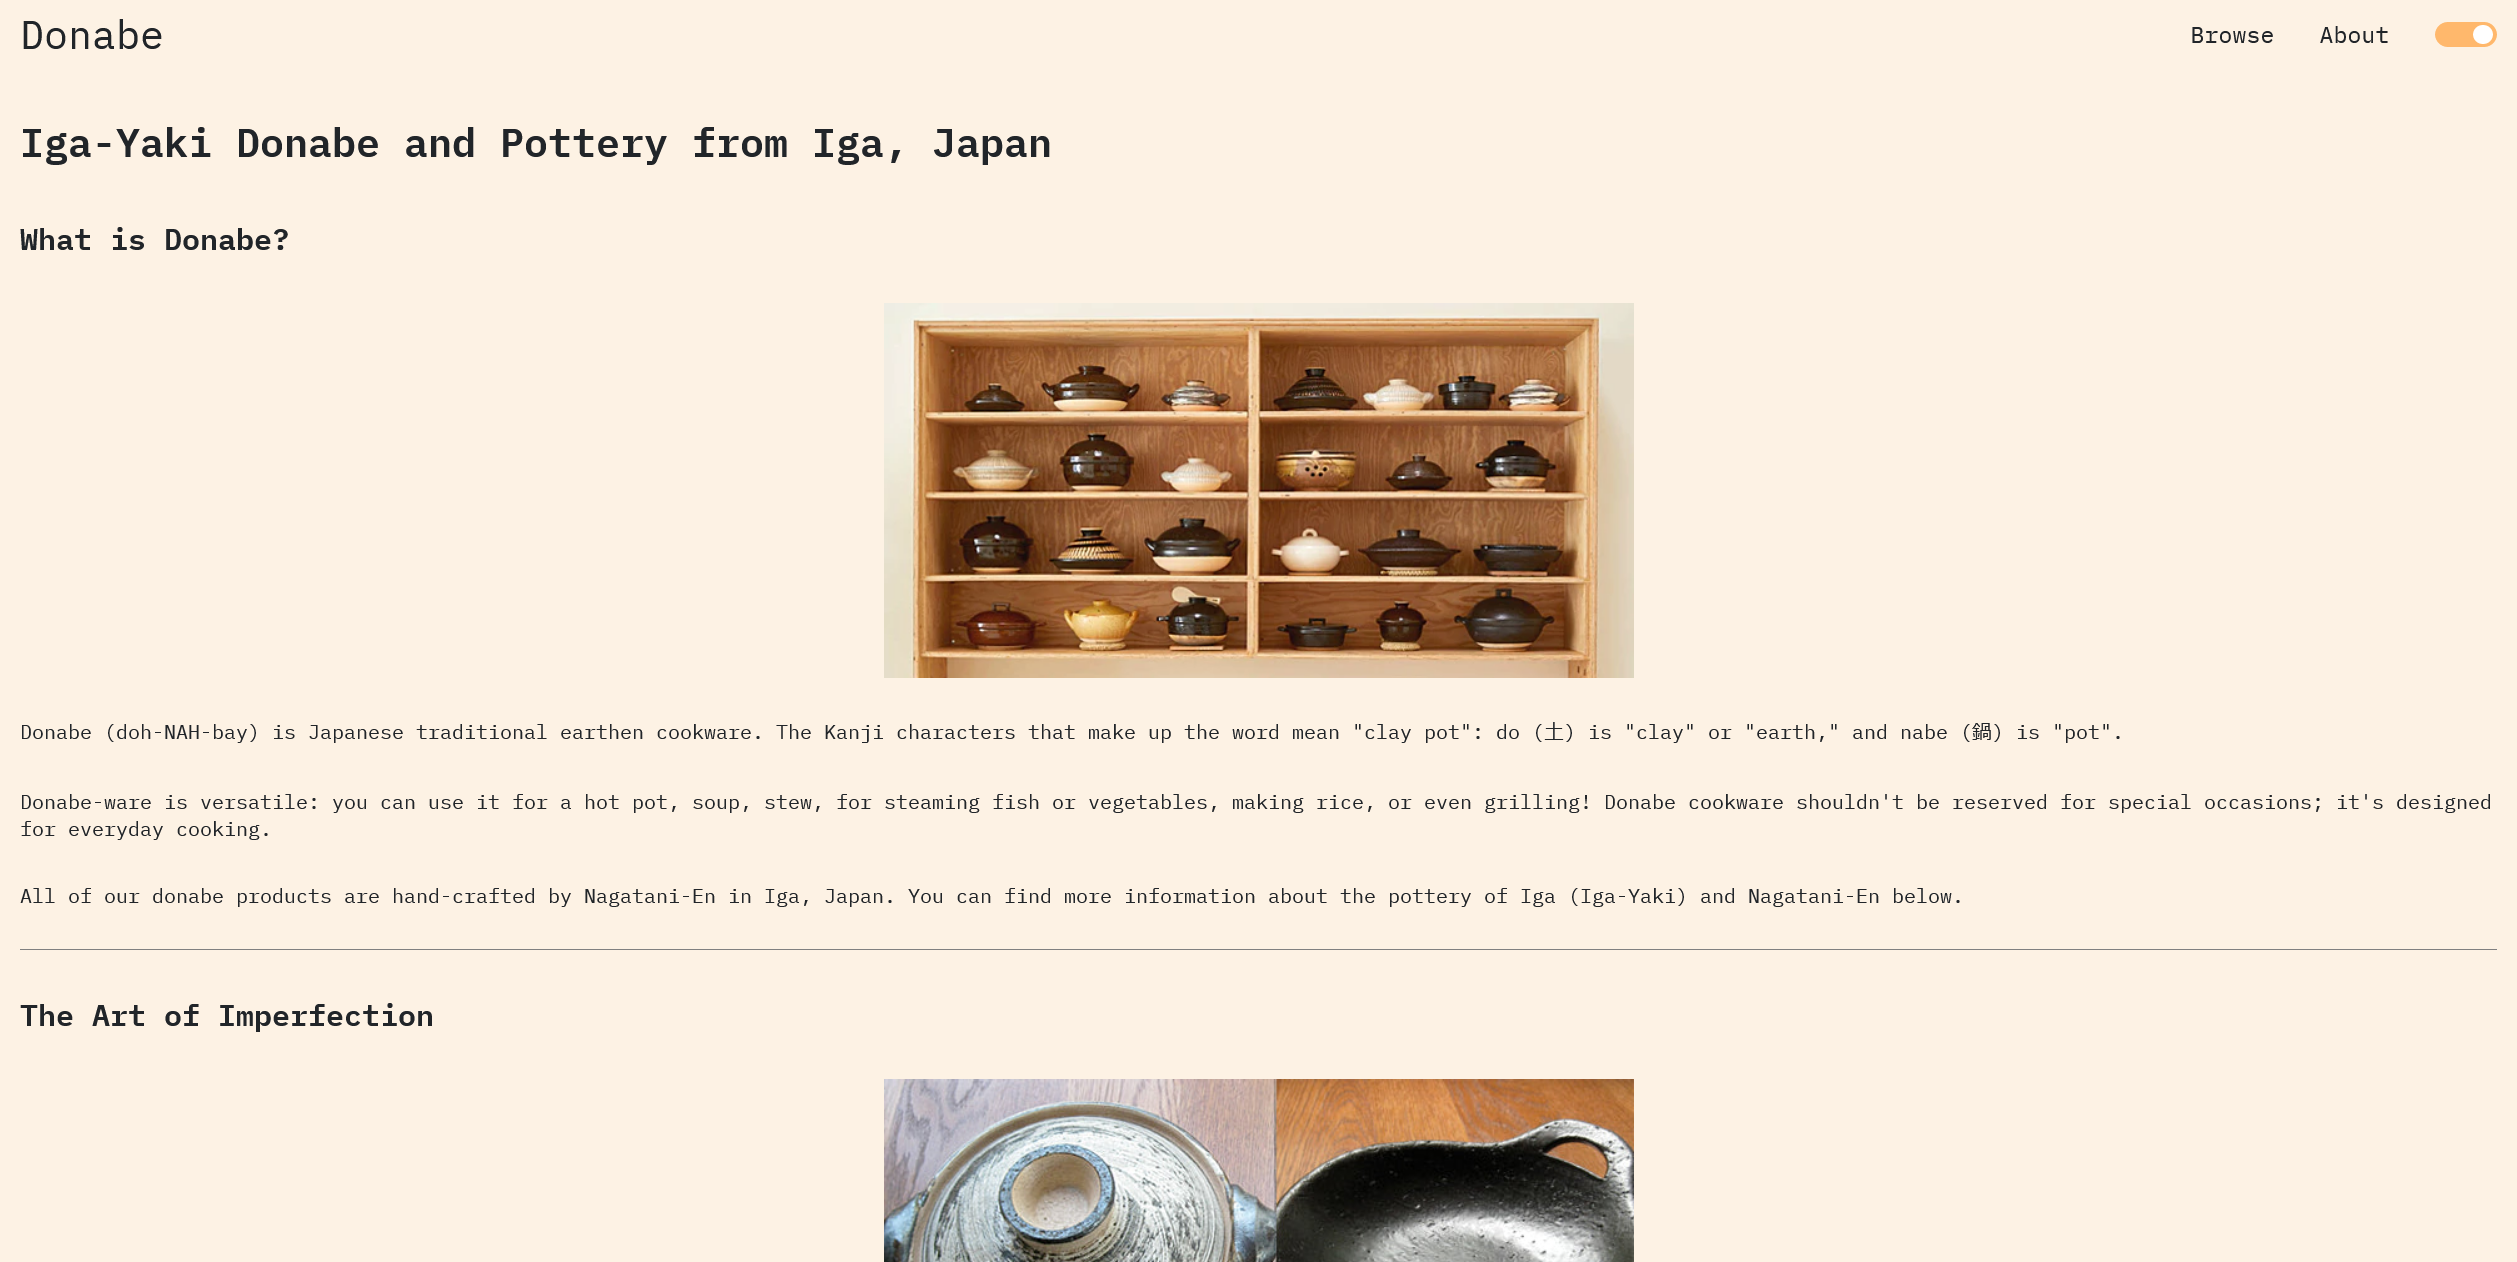 Donabe
Browse
About
Iga-Yaki Donabe and Pottery from Iga, Japan
What is Donabe?
Donabe (doh-NAH-bay) is Japanese traditional earthen cookware. The Kanji characters that make up the word mean "clay pot": do (土) is "clay" or "earth," and nabe (鍋) is "pot".
Donabe-ware is versatile: you can use it for a hot pot, soup, stew, for steaming fish or vegetables, making rice, or even grilling! Donabe cookware shouldn't be reserved for special occasions; it's designed
for everyday cooking.
All of our donabe products are hand-crafted by Nagatani-En in Iga, Japan. You can find more information about the pottery of Iga (Iga-Yaki) and Nagatani-En below.
The Art of Imperfection